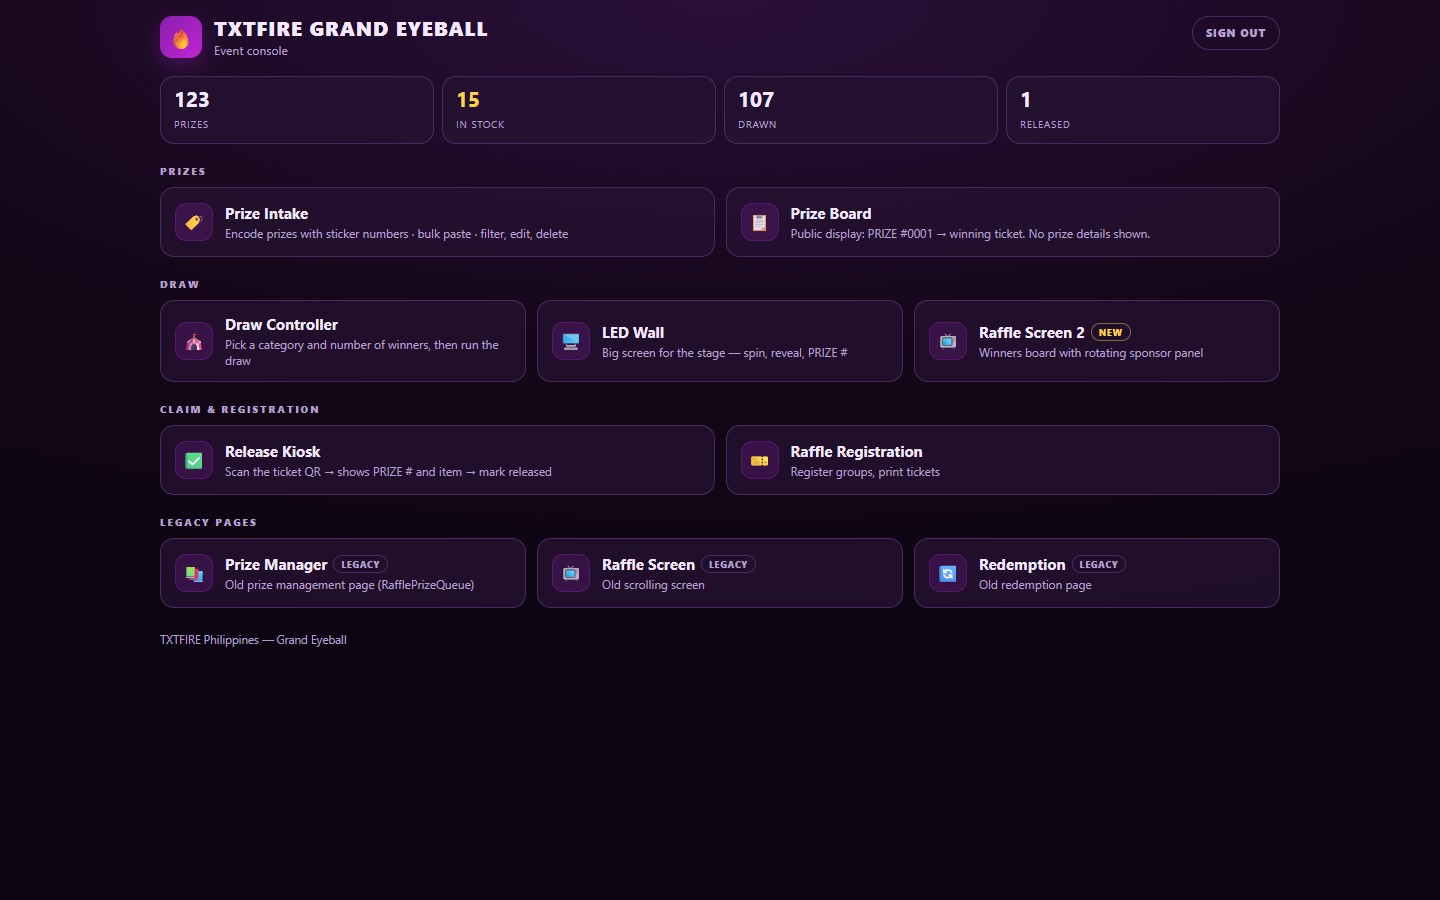 TXTFIRE GRAND EYEBALL
Event console
SIGN OUT
123
PRIZES
15
IN STOCK
107
DRAWN
1
RELEASED
PRIZES
Prize Intake
Encode prizes with sticker numbers · bulk paste · filter, edit, delete
Prize Board
Public display: PRIZE #0001 → winning ticket. No prize details shown.
DRAW
Draw Controller
Pick a category and number of winners, then run the
draw
LED Wall
Big screen for the stage — spin, reveal, PRIZE #
Raffle Screen 2 NEW
Winners board with rotating sponsor panel
CLAIM & REGISTRATION
Release Kiosk
Scan the ticket QR → shows PRIZE # and item → mark released
Raffle Registration
Register groups, print tickets
LEGACY PAGES
Prize Manager LEGACY
Old prize management page (RafflePrizeQueue)
Raffle Screen LEGACY
Old scrolling screen
Redemption LEGACY
Old redemption page
TXTFIRE Philippines — Grand Eyeball